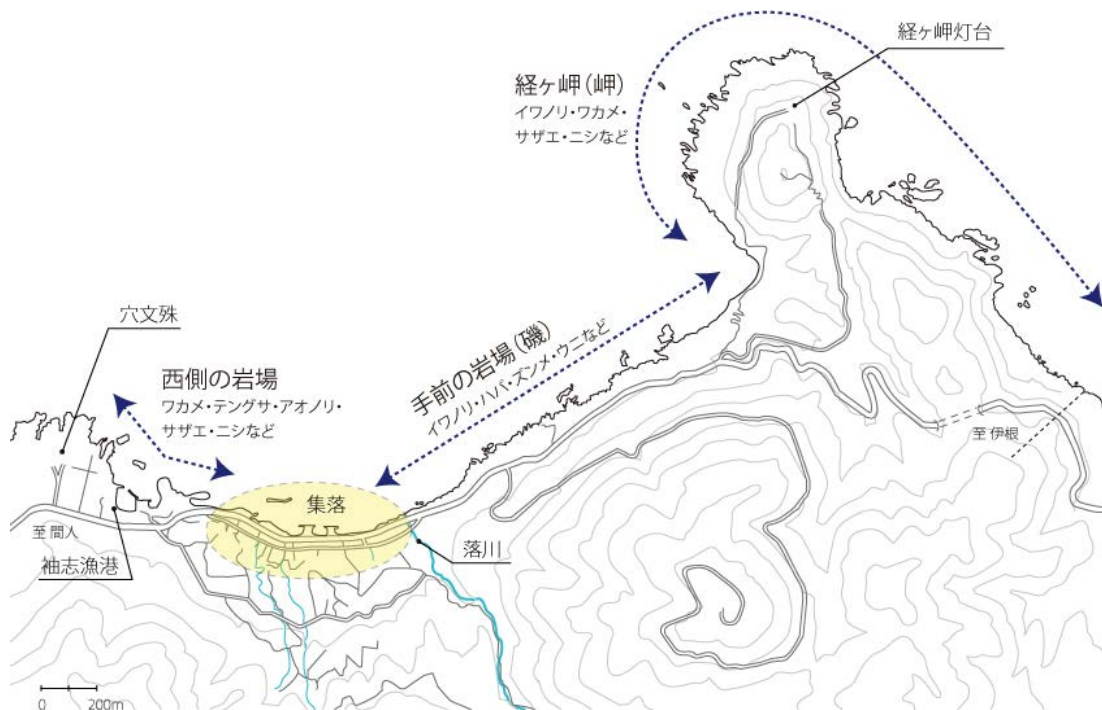 経ヶ岬灯台
経ヶ岬(岬)
イワノリ・ワカメ・
サザエ・ニシなど
穴文殊
西側の岩場
ワカメ・テングサ・アオノリ・
サザエ・ニシなど
手前の岩場(磯)
イワノリ・ハバ・ズンメ・ウニなど
至 伊根
集落
至 間人
袖志漁港
落川
0 200m